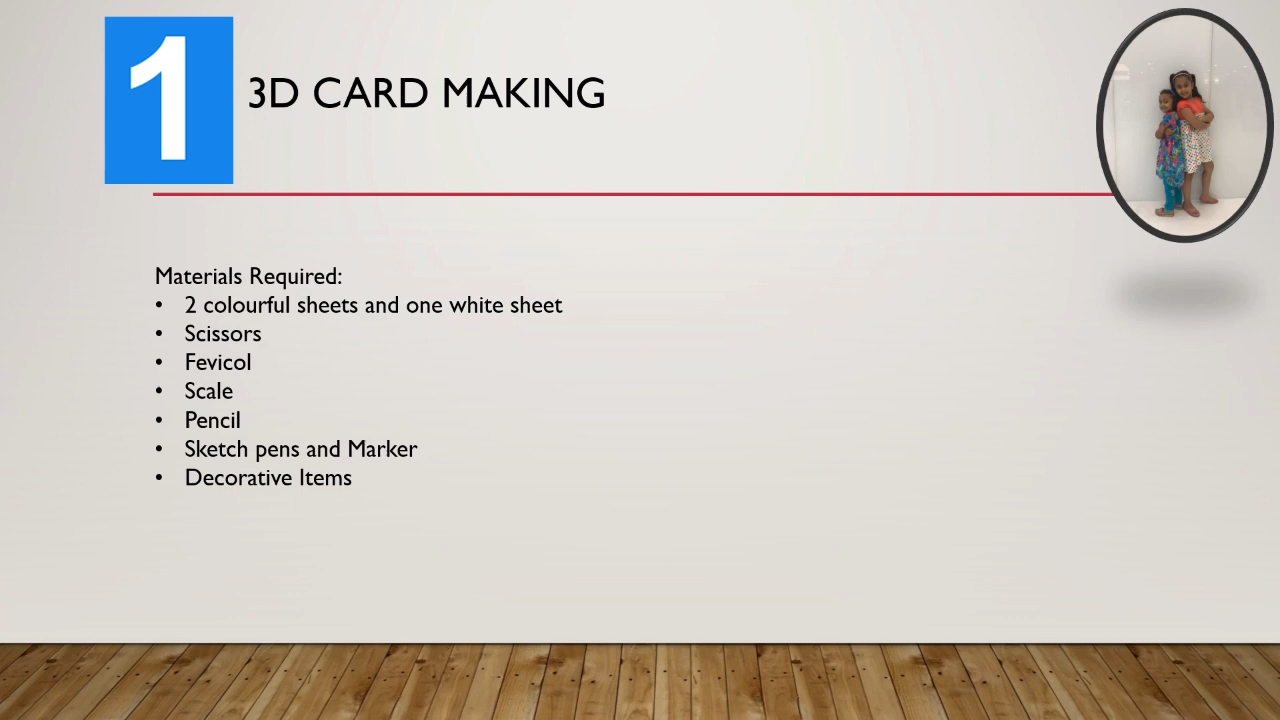 1
3D CARD MAKING
Materials Required:
• 2 colourful sheets and one white sheet
• Scissors
• Fevicol
• Scale
• Pencil
• Sketch pens and Marker
• Decorative Items